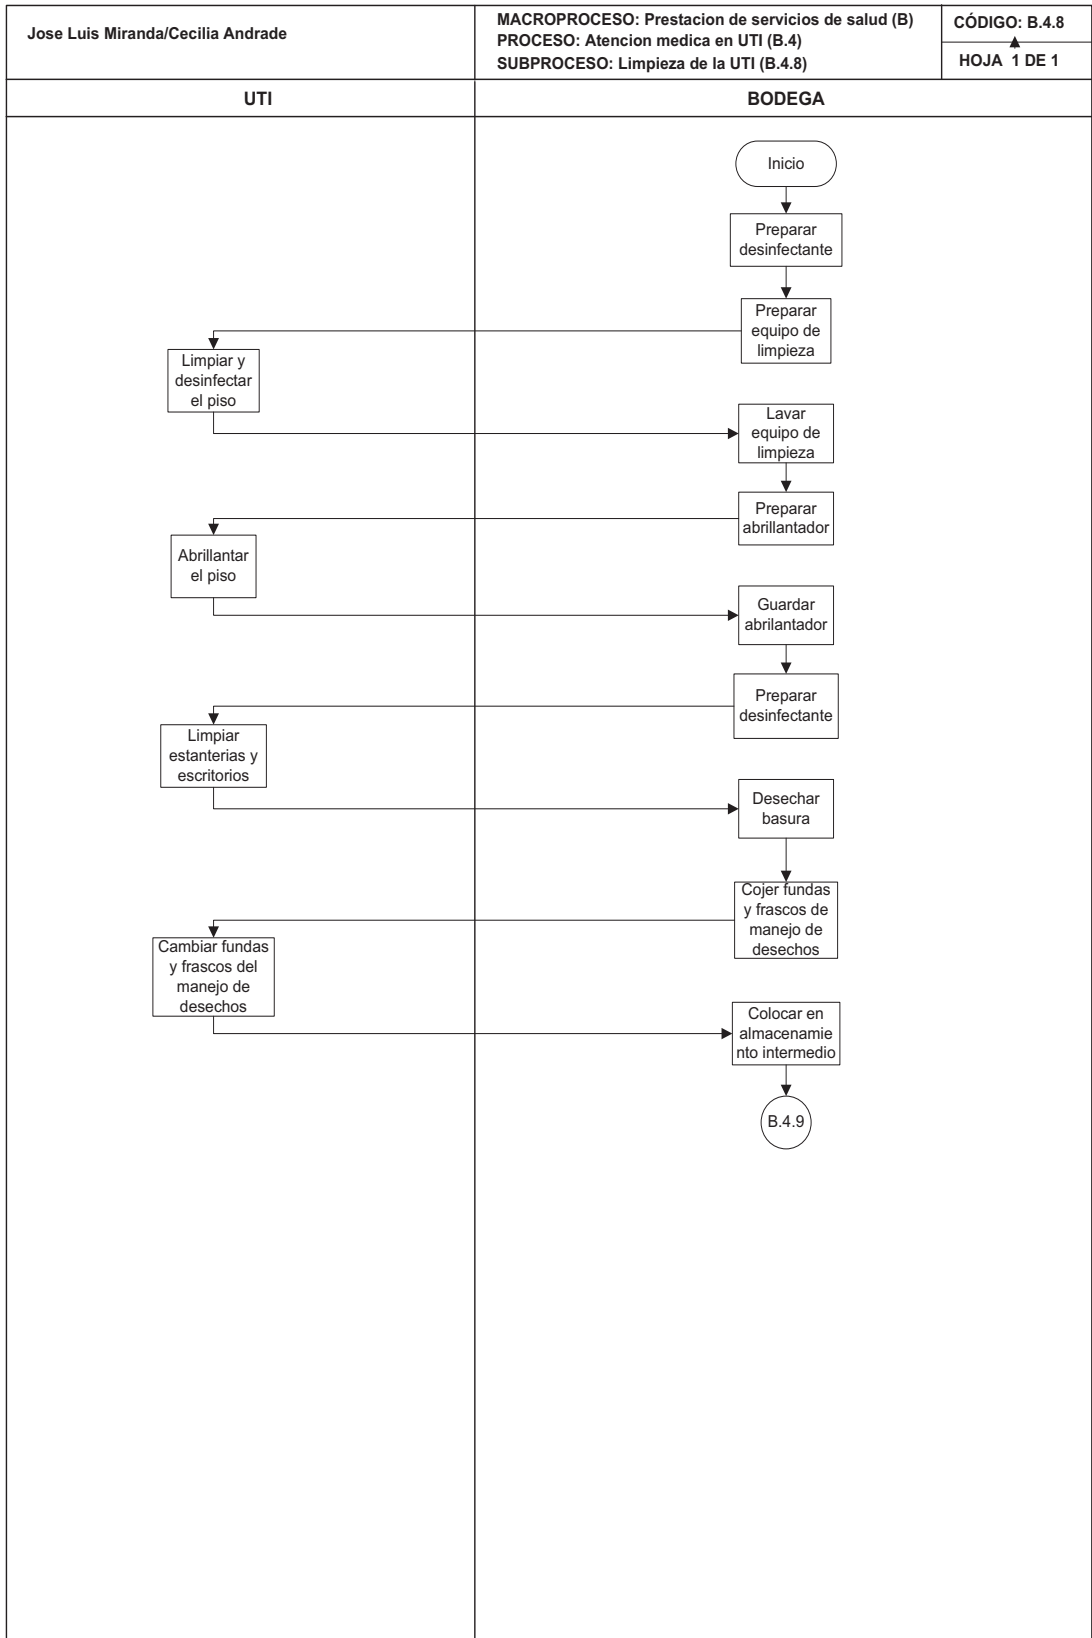 Jose Luis Miranda/Cecilia Andrade
MACROPROCESO: Prestacion de servicios de salud (B)
PROCESO: Atencion medica en UTI (B.4)
SUBPROCESO: Limpieza de la UTI (B.4.8)
CÓDIGO: B.4.8
HOJA 1 DE 1
UTI
BODEGA
Inicio
Preparar
desinfectante
Preparar
equipo de
limpieza
Limpiar y
desinfectar
el piso
Lavar
equipo de
limpieza
Preparar
abrillantador
Abrillantar
el piso
Guardar
abrilantador
Preparar
desinfectante
Limpiar
estanterias y
escritorios
Desechar
basura
Cojer fundas
y frascos de
manejo de
desechos
Cambiar fundas
y frascos del
manejo de
desechos
Colocar en
almacenamie
nto intermedio
B.4.9